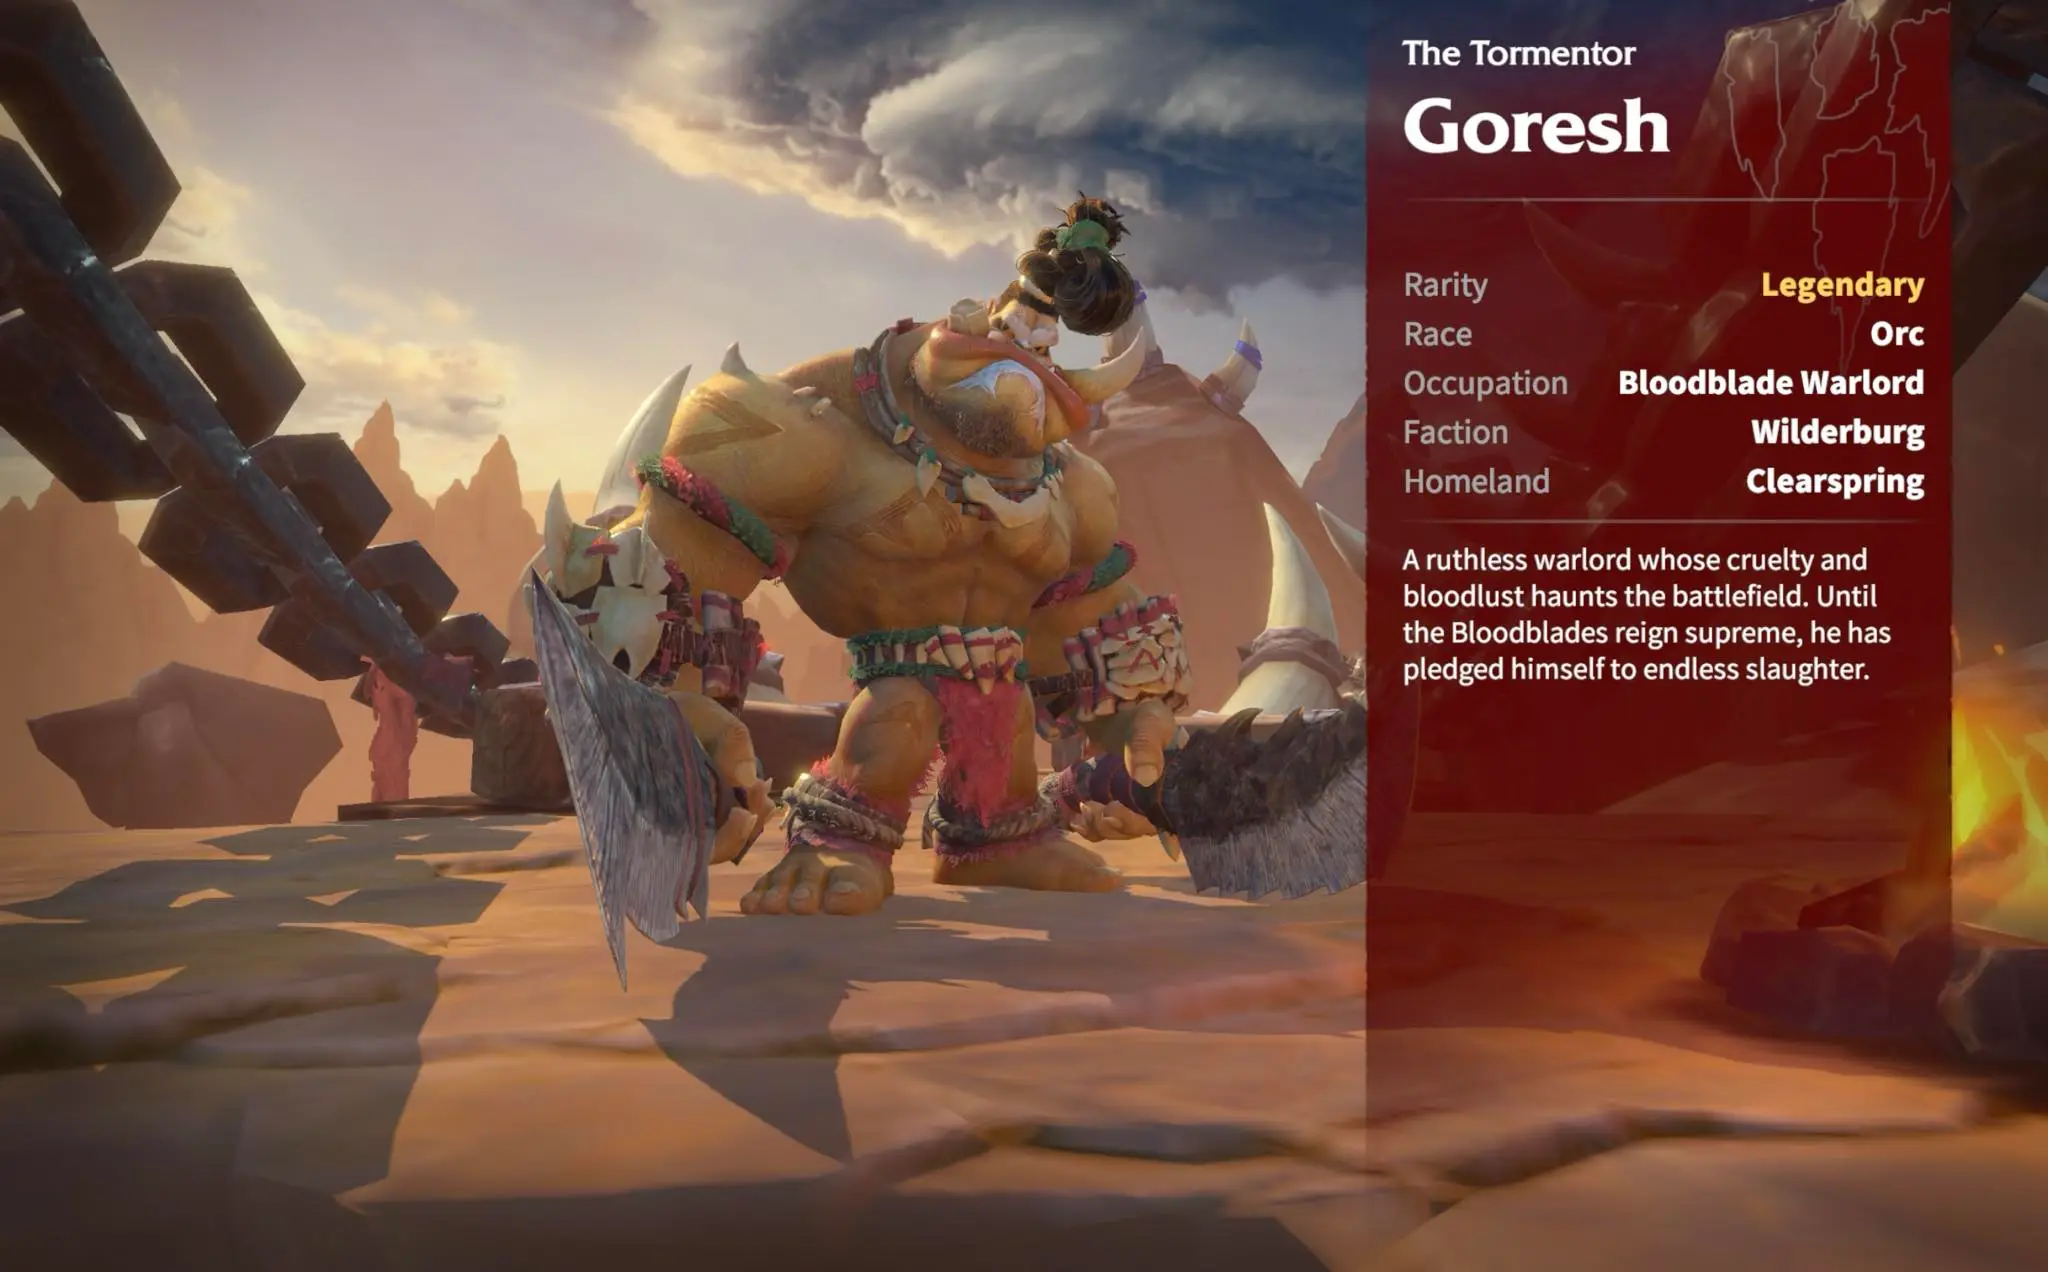 The Tormentor
Goresh
Rarity Legendary
Race Orc
Occupation Bloodblade Warlord
Faction Wilderburg
Homeland Clearspring
A ruthless warlord whose cruelty and
bloodlust haunts the battlefield. Until
the Bloodblades reign supreme, he has
pledged himself to endless slaughter.